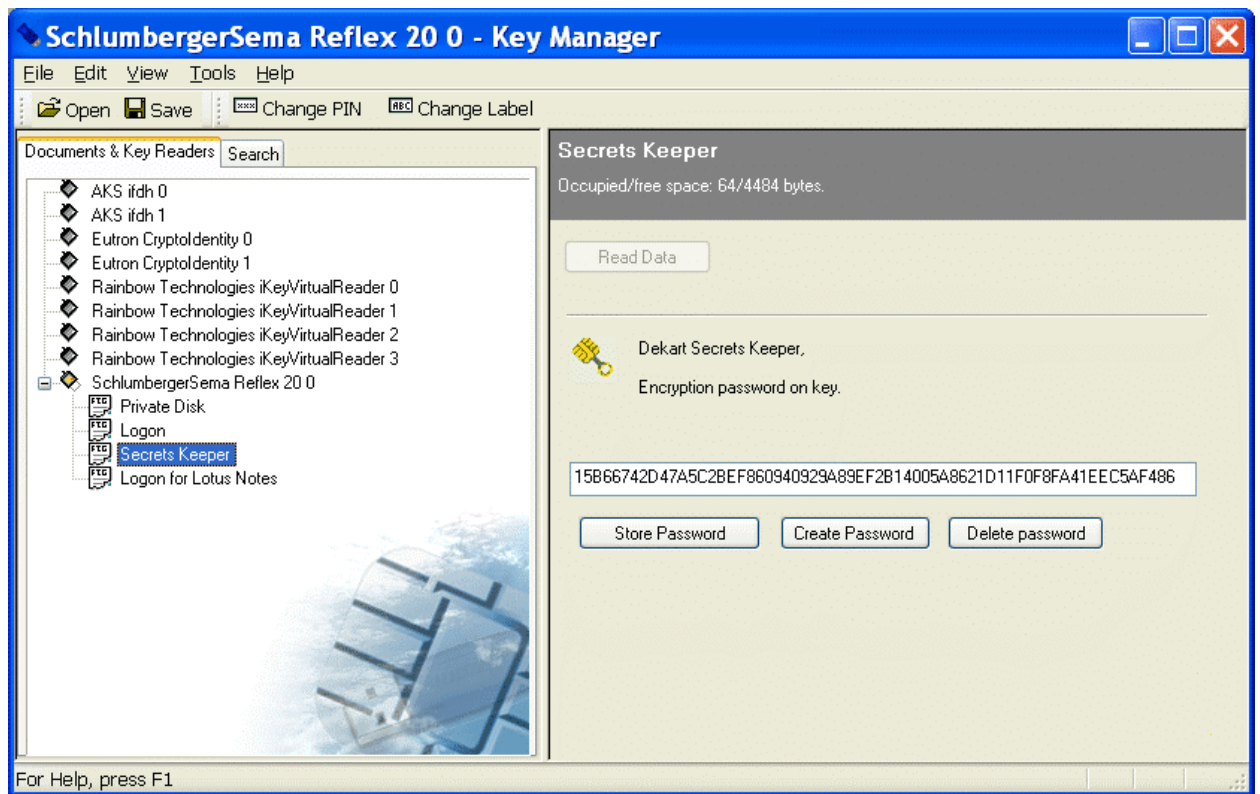 SchlumbergerSema Reflex 20 0 - Key Manager
File Edit View Tools Help
Open Save Change PIN Change Label
Documents & Key Readers Search
AKS ifdh 0
AKS ifdh 1
Eutron CryptoIdentity 0
Eutron CryptoIdentity 1
Rainbow Technologies iKeyVirtualReader 0
Rainbow Technologies iKeyVirtualReader 1
Rainbow Technologies iKeyVirtualReader 2
Rainbow Technologies iKeyVirtualReader 3
SchlumbergerSema Reflex 20 0
Private Disk
Logon
Secrets Keeper
Logon for Lotus Notes
Secrets Keeper
Occupied/free space: 64/4484 bytes.
Read Data
Dekart Secrets Keeper,
Encryption password on key.
15B66742D47A5C2BEF860940929A89EF2B14005A8621D11F0F8FA41EEC5AF486
Store Password Create Password Delete password
For Help, press F1